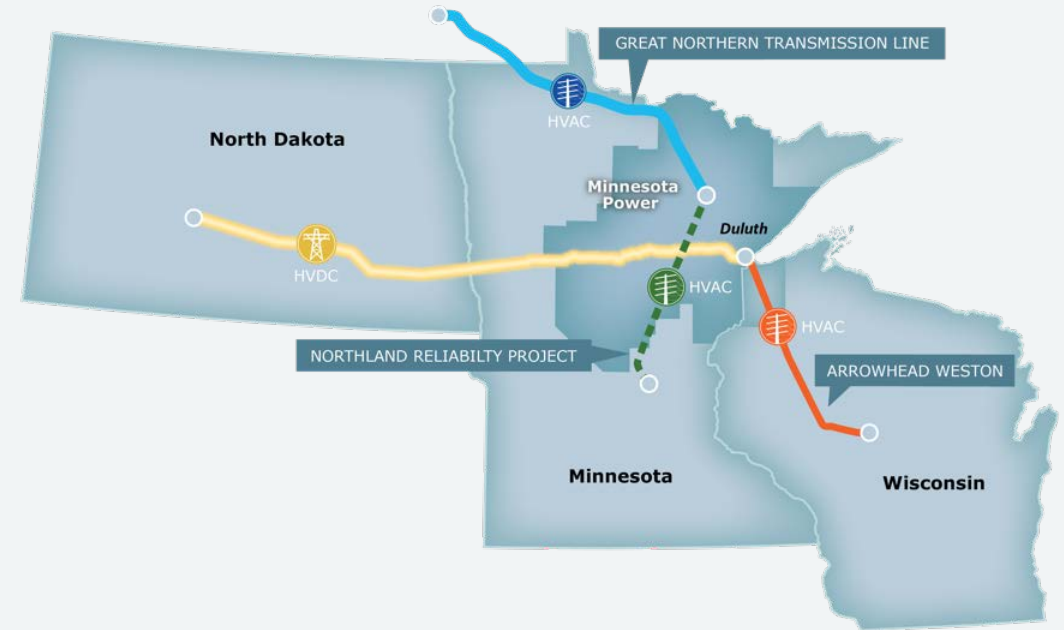 GREAT NORTHERN TRANSMISSION LINE
HVAC
North Dakota
Minnesota
Power
Duluth
HVDC
HVAC
HVAC
NORTHLAND RELIABILTY PROJECT
ARROWHEAD WESTON
Minnesota
Wisconsin